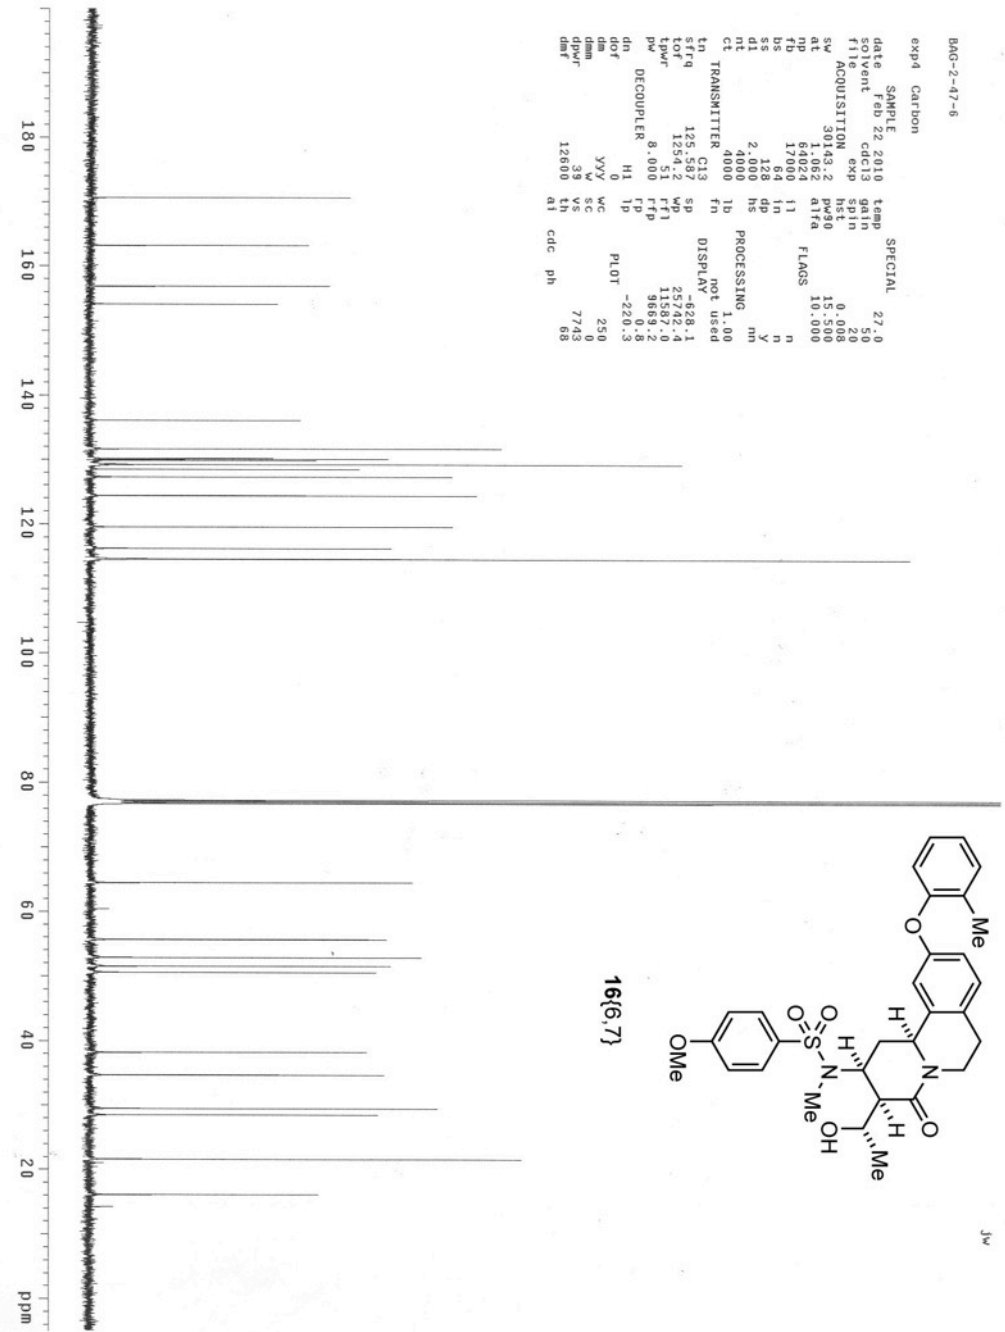 BAG-2-47-6
exp4 Carbon
SAMPLE SPECIAL
date Feb 22 2010 temp 27.0
solvent cdcl3 gain 50
file exp spin 20
ACQUISITION hst 0.008
sw 30143.2 pw90 15.500
at 1.062 alfa 10.000
np 64024 FLAGS
fb 17000 il n
bs 64 in n
ss 128 dp y
d1 2.000 hs nn
nt 4000 PROCESSING
ct 4000 lb 1.00
TRANSMITTER fn not used
tn C13 DISPLAY
sfrq 125.587 sp -628.1
tof 1254.2 wp 25742.4
tpwr 51 rfl 11587.0
pw 8.000 rfp 9669.2
DECOUPLER rp 0.8
dn H1 lp -220.3
dof 0 PLOT
dm yyy wc 250
dmm w sc 0
dpwr 39 vs 7743
dmf 12600 th 68
ai cdc ph
jw
Me
O
H
H
N
O
O
O
S
N
H
Me
OH
Me
OMe
16{6,7}
180 160 140 120 100 80 60 40 20 ppm